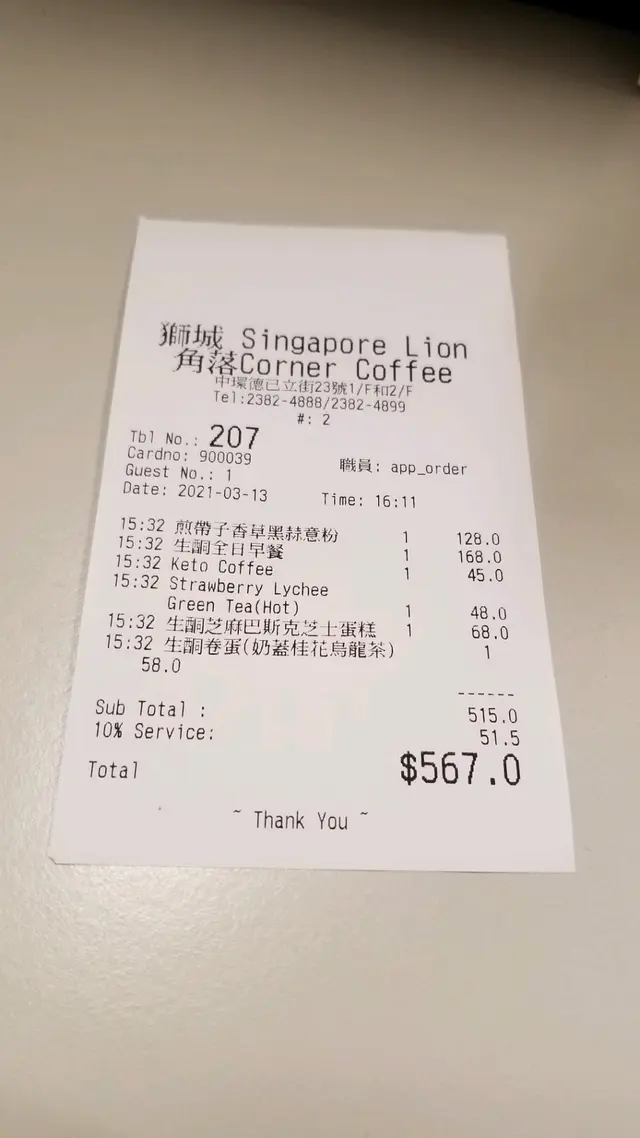 獅城 Singapore Lion
角落Corner Coffee
中環德己立街23號1/F和2/F
Tel:2382-4888/2382-4899
#: 2
Tbl No.: 207
Cardno: 900039
職員: app_order
Guest No.: 1
Date: 2021-03-13 Time: 16:11
15:32 煎帶子香草黑赫意粉 1 128.0
15:32 生酮全日早餐 1 168.0
15:32 Keto Coffee 1 45.0
15:32 Strawberry Lychee
Green Tea(Hot) 1 48.0
15:32 生酮芝麻巴斯克芝士蛋糕 1 68.0
15:32 生酮卷蛋(奶蓋桂花烏龍茶) 1
58.0
------
Sub Total : 515.0
10% Service: 51.5
Total $567.0
~ Thank You ~